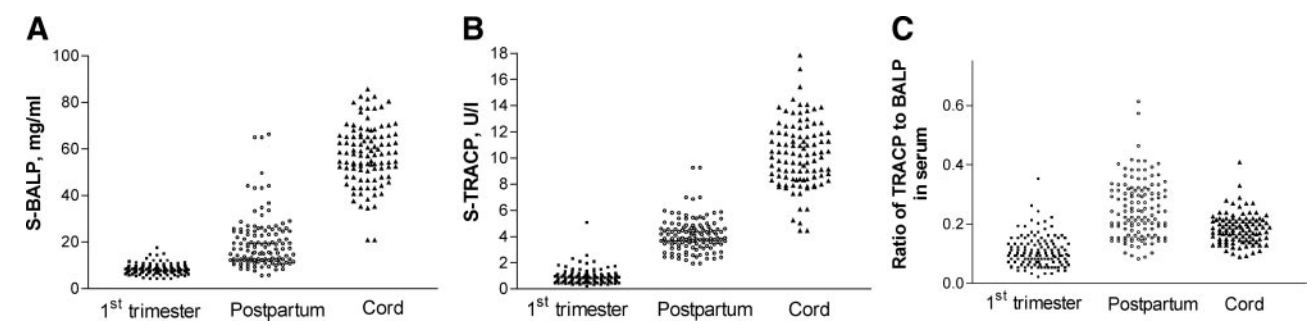 A
S-BALP, mg/ml
100
80
60
40
20
0
1st trimester
Postpartum
Cord
B
S-TRACP, U/l
18
16
14
12
10
8
6
4
2
0
1st trimester
Postpartum
Cord
C
Ratio of TRACP to BALP
in serum
0.6
0.4
0.2
0.0
1st trimester
Postpartum
Cord